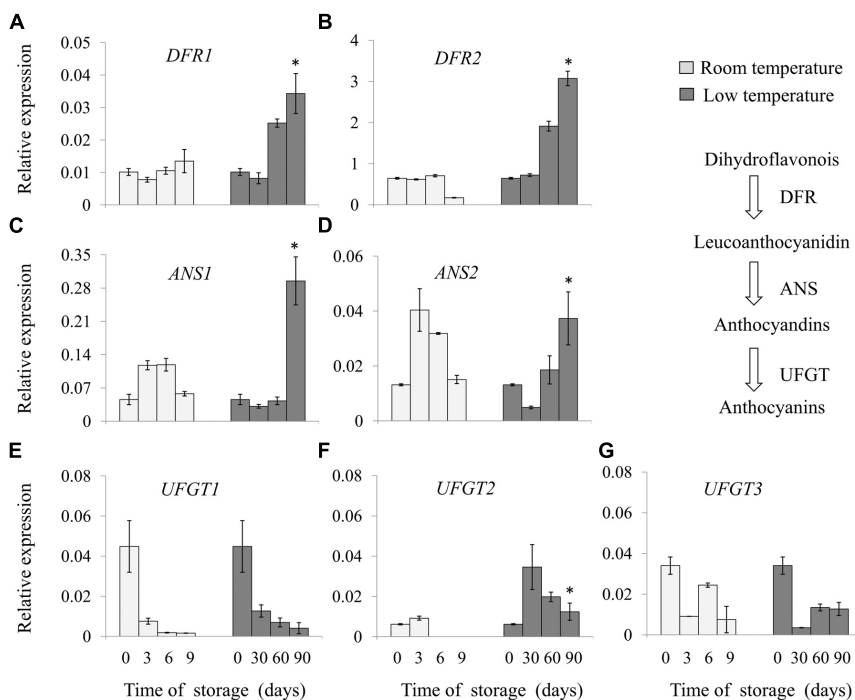 A
DFR1
Relative expression
0.05
0.04
0.03
0.02
0.01
0
*
B
DFR2
4
3
2
1
0
*
Room temperature
Low temperature
Dihydroflavonois
DFR
Leucoanthocyanidin
ANS
Anthocyandins
UFGT
Anthocyanins
C
ANS1
Relative expression
0.35
0.28
0.21
0.14
0.07
0
*
D
ANS2
0.06
0.04
0.02
0
*
E
UFGT1
Relative expression
0.08
0.06
0.04
0.02
0
0 3 6 9 0 30 60 90
Time of storage (days)
F
UFGT2
0.08
0.06
0.04
0.02
0
*
0 3 6 9 0 30 60 90
Time of storage (days)
G
UFGT3
0.08
0.06
0.04
0.02
0
0 3 6 9 0 30 60 90
Time of storage (days)